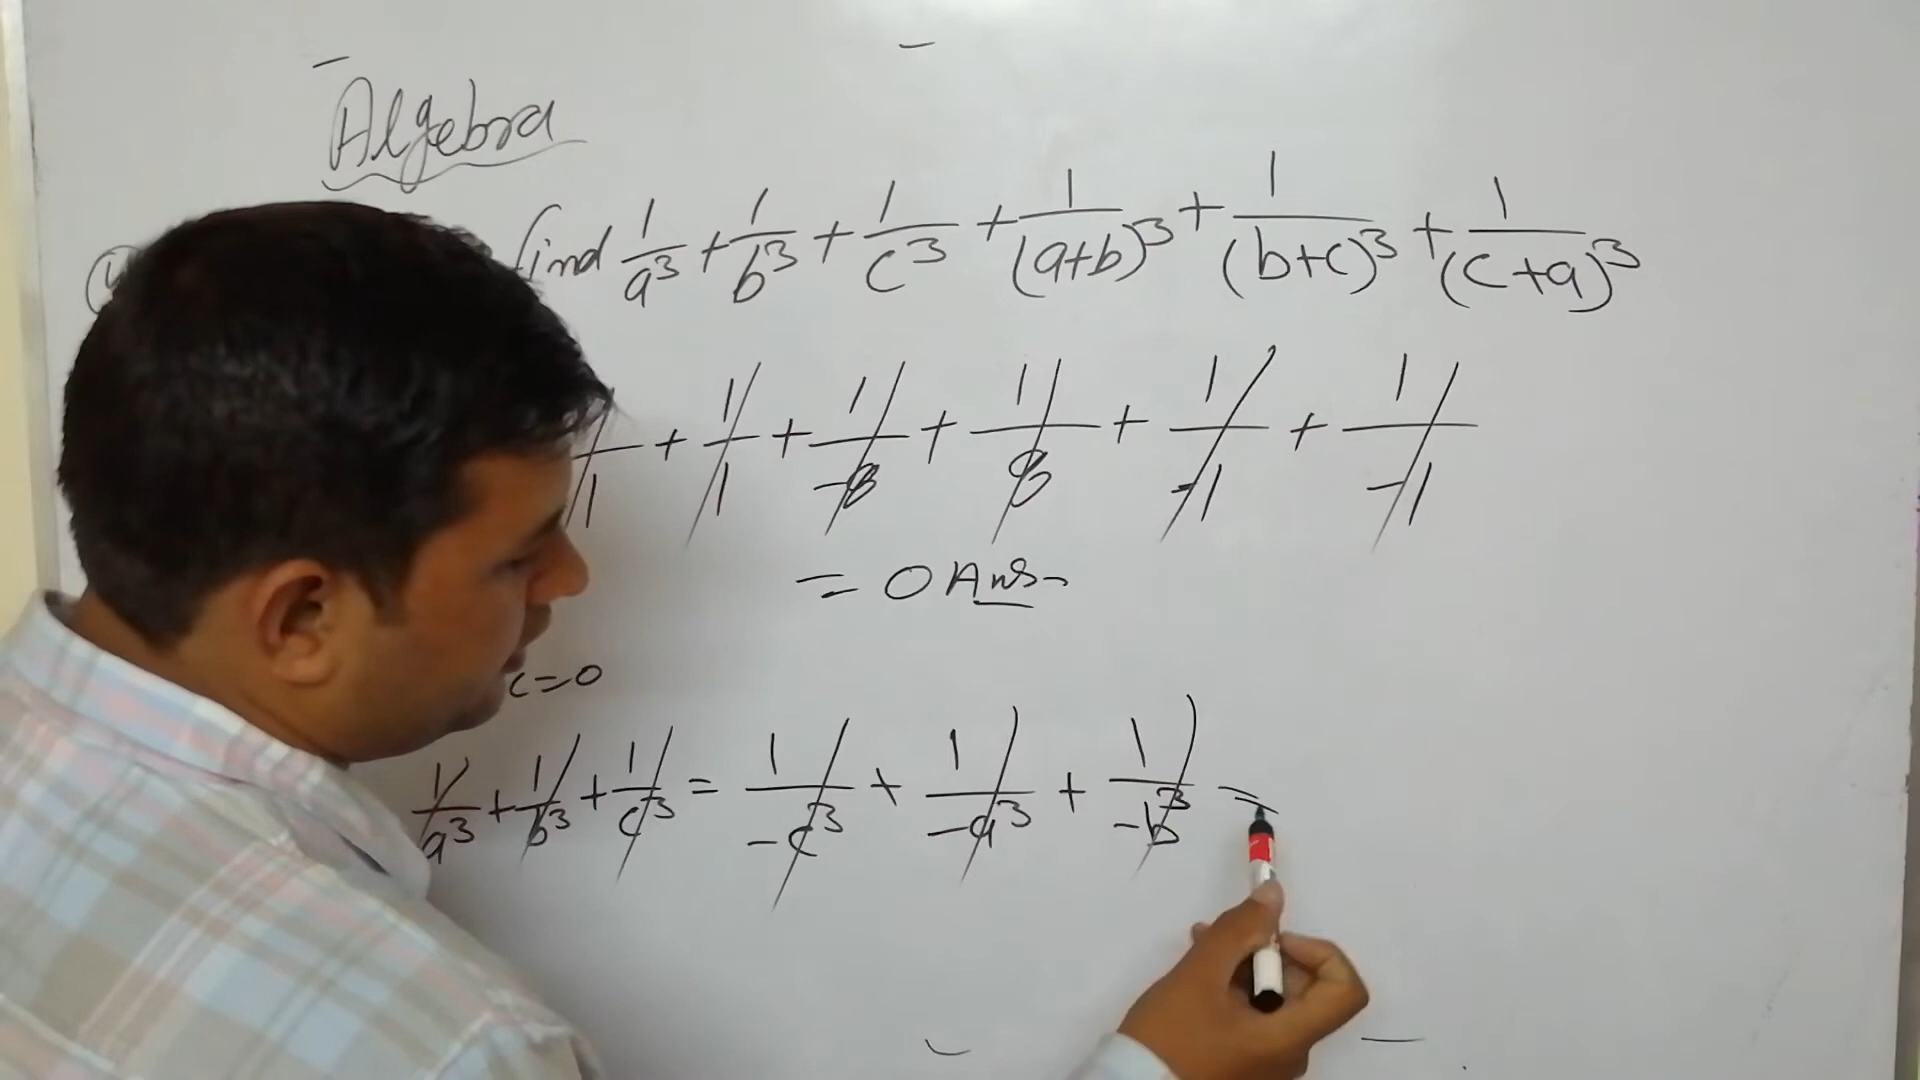 Algebra
find 1/a³ + 1/b³ + 1/c³ + 1/(a+b)³ + 1/(b+c)³ + 1/(c+a)³
1/1 + 1/1 + 1/-8 + 1/8 + 1/-1 + 1/-1
= 0 Ans-
c=0
1/a³ + 1/b³ + 1/c³ = 1/-c³ + 1/-a³ + 1/-b³ =